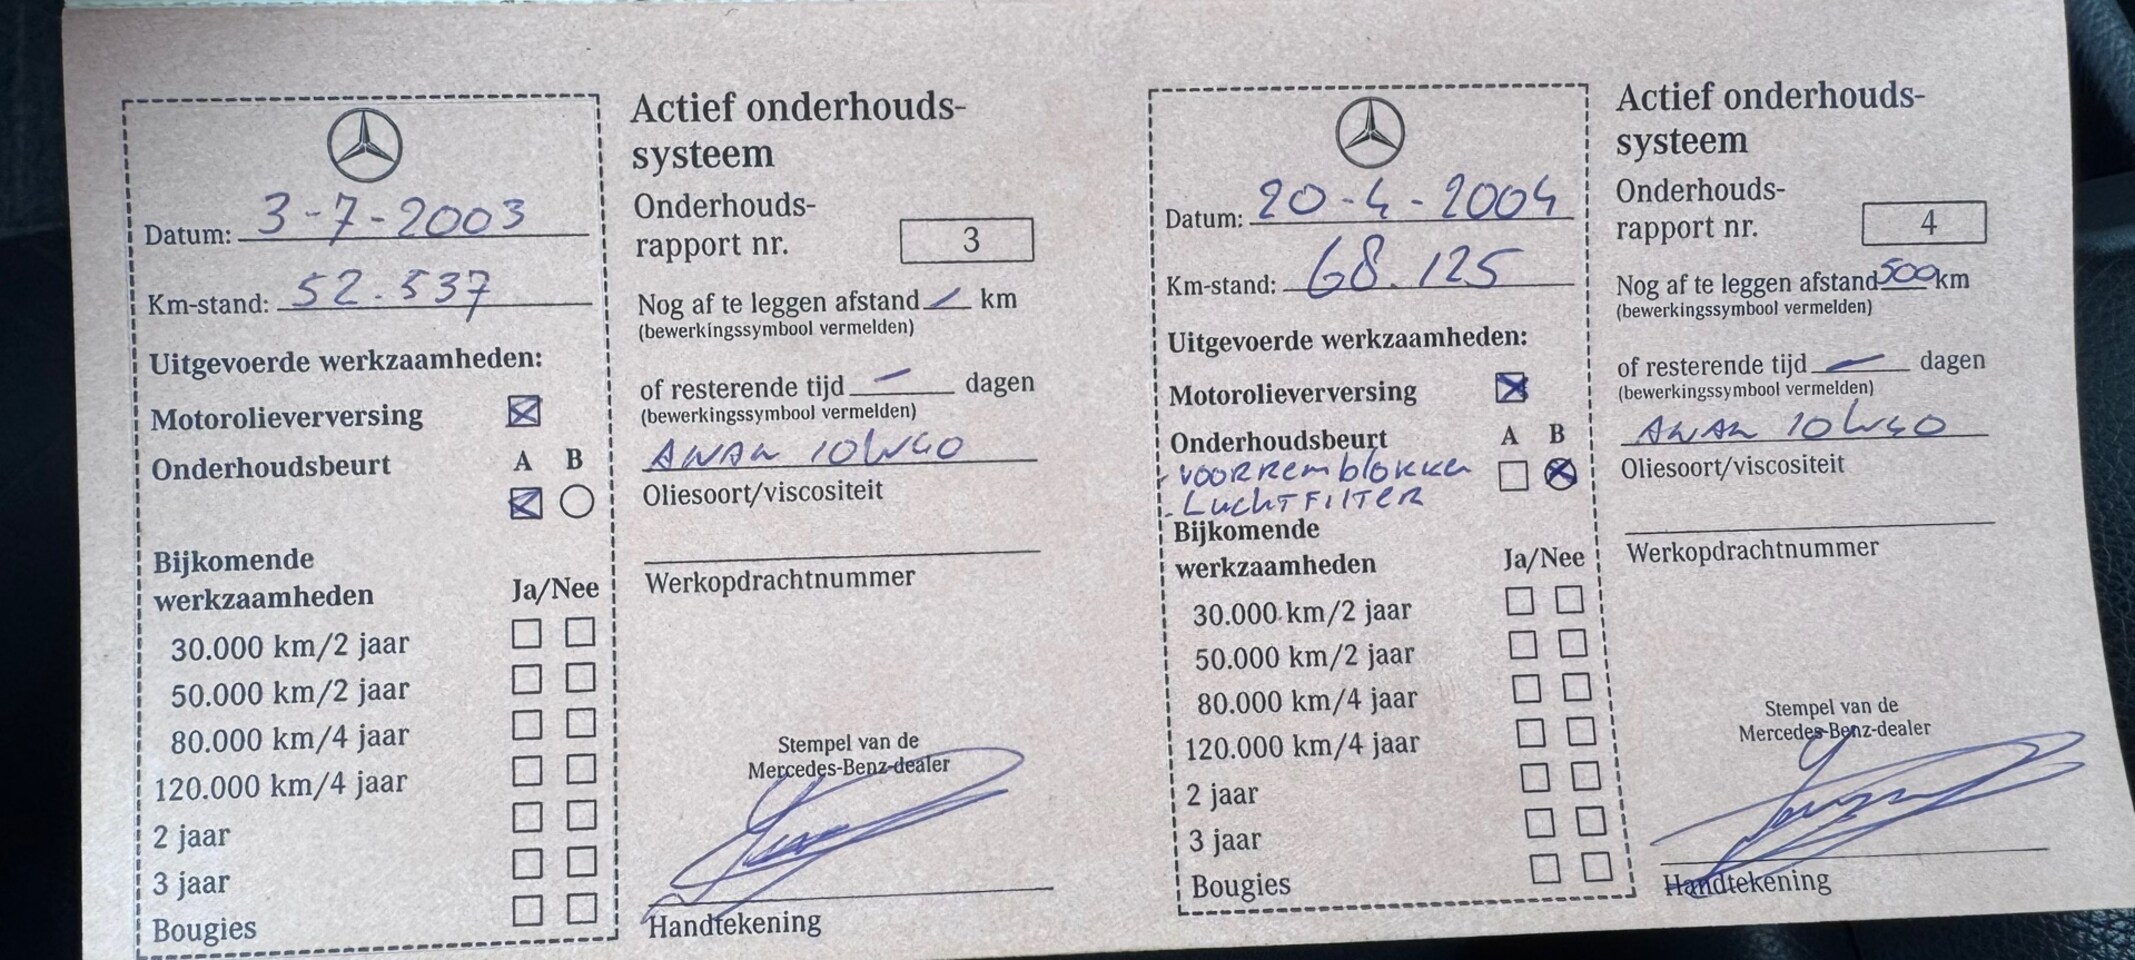 Datum: 3-7-2003
Km-stand: 52.537
Uitgevoerde werkzaamheden:
Motorolieverversing
Onderhoudsbeurt A B
Bijkomende
werkzaamheden Ja/Nee
30.000 km/2 jaar
50.000 km/2 jaar
80.000 km/4 jaar
120.000 km/4 jaar
2 jaar
3 jaar
Bougies
Actief onderhouds-
systeem
Onderhouds-
rapport nr. 3
Nog af te leggen afstand — km
(bewerkingssymbool vermelden)
of resterende tijd — dagen
(bewerkingssymbool vermelden)
10W40
Oliesoort/viscositeit
Werkopdrachtnummer
Stempel van de
Mercedes-Benz-dealer
Handtekening
Datum: 20-4-2004
Km-stand: 68.125
Uitgevoerde werkzaamheden:
Motorolieverversing
Onderhoudsbeurt A B
- VOORREMBLOKKEN
- LUCHTFILTER
Bijkomende
werkzaamheden Ja/Nee
30.000 km/2 jaar
50.000 km/2 jaar
80.000 km/4 jaar
120.000 km/4 jaar
2 jaar
3 jaar
Bougies
Actief onderhouds-
systeem
Onderhouds-
rapport nr. 4
Nog af te leggen afstand 500 km
(bewerkingssymbool vermelden)
of resterende tijd — dagen
(bewerkingssymbool vermelden)
10W40
Oliesoort/viscositeit
Werkopdrachtnummer
Stempel van de
Mercedes-Benz-dealer
Handtekening